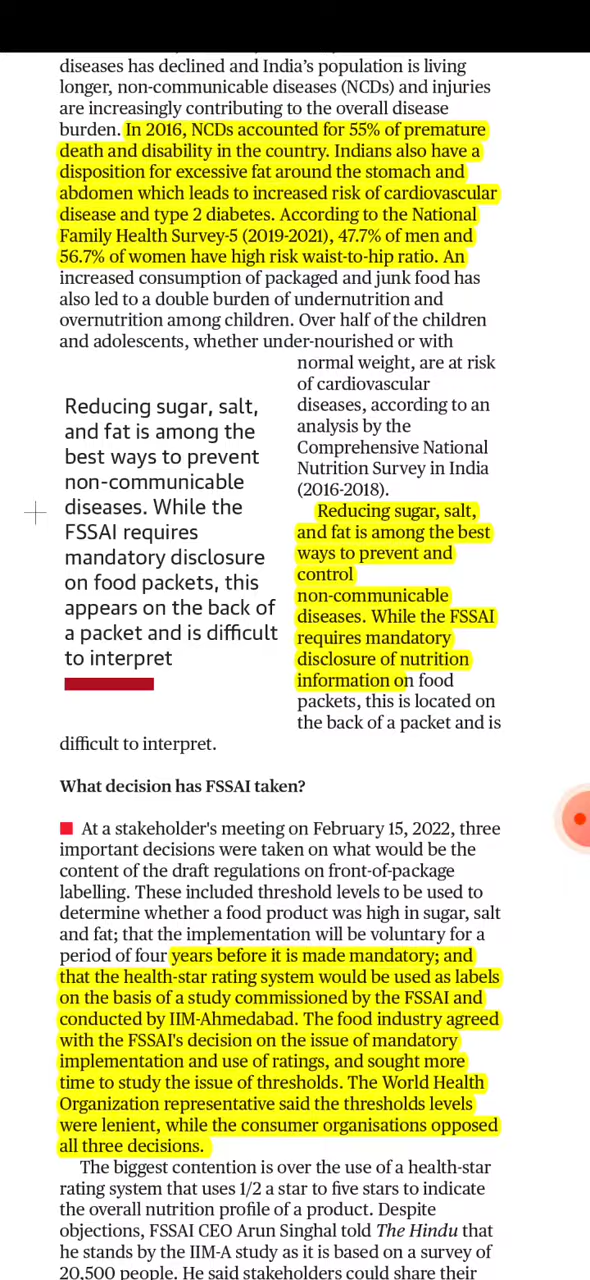 diseases has declined and India's population is living
longer, non-communicable diseases (NCDs) and injuries
are increasingly contributing to the overall disease
burden. In 2016, NCDs accounted for 55% of premature
death and disability in the country. Indians also have a
disposition for excessive fat around the stomach and
abdomen which leads to increased risk of cardiovascular
disease and type 2 diabetes. According to the National
Family Health Survey-5 (2019-2021), 47.7% of men and
56.7% of women have high risk waist-to-hip ratio. An
increased consumption of packaged and junk food has
also led to a double burden of undernutrition and
overnutrition among children. Over half of the children
and adolescents, whether under-nourished or with
normal weight, are at risk
of cardiovascular
diseases, according to an
analysis by the
Comprehensive National
Nutrition Survey in India
(2016-2018).
Reducing sugar, salt,
and fat is among the best
ways to prevent and
control
non-communicable
diseases. While the FSSAI
requires mandatory
disclosure of nutrition
information on food
packets, this is located on
the back of a packet and is
difficult to interpret.
Reducing sugar, salt,
and fat is among the
best ways to prevent
non-communicable
diseases. While the
FSSAI requires
mandatory disclosure
on food packets, this
appears on the back of
a packet and is difficult
to interpret
What decision has FSSAI taken?
At a stakeholder's meeting on February 15, 2022, three
important decisions were taken on what would be the
content of the draft regulations on front-of-package
labelling. These included threshold levels to be used to
determine whether a food product was high in sugar, salt
and fat; that the implementation will be voluntary for a
period of four years before it is made mandatory; and
that the health-star rating system would be used as labels
on the basis of a study commissioned by the FSSAI and
conducted by IIM-Ahmedabad. The food industry agreed
with the FSSAI's decision on the issue of mandatory
implementation and use of ratings, and sought more
time to study the issue of thresholds. The World Health
Organization representative said the thresholds levels
were lenient, while the consumer organisations opposed
all three decisions.
The biggest contention is over the use of a health-star
rating system that uses 1/2 a star to five stars to indicate
the overall nutrition profile of a product. Despite
objections, FSSAI CEO Arun Singhal told The Hindu that
he stands by the IIM-A study as it is based on a survey of
20,500 people. He said stakeholders could share their